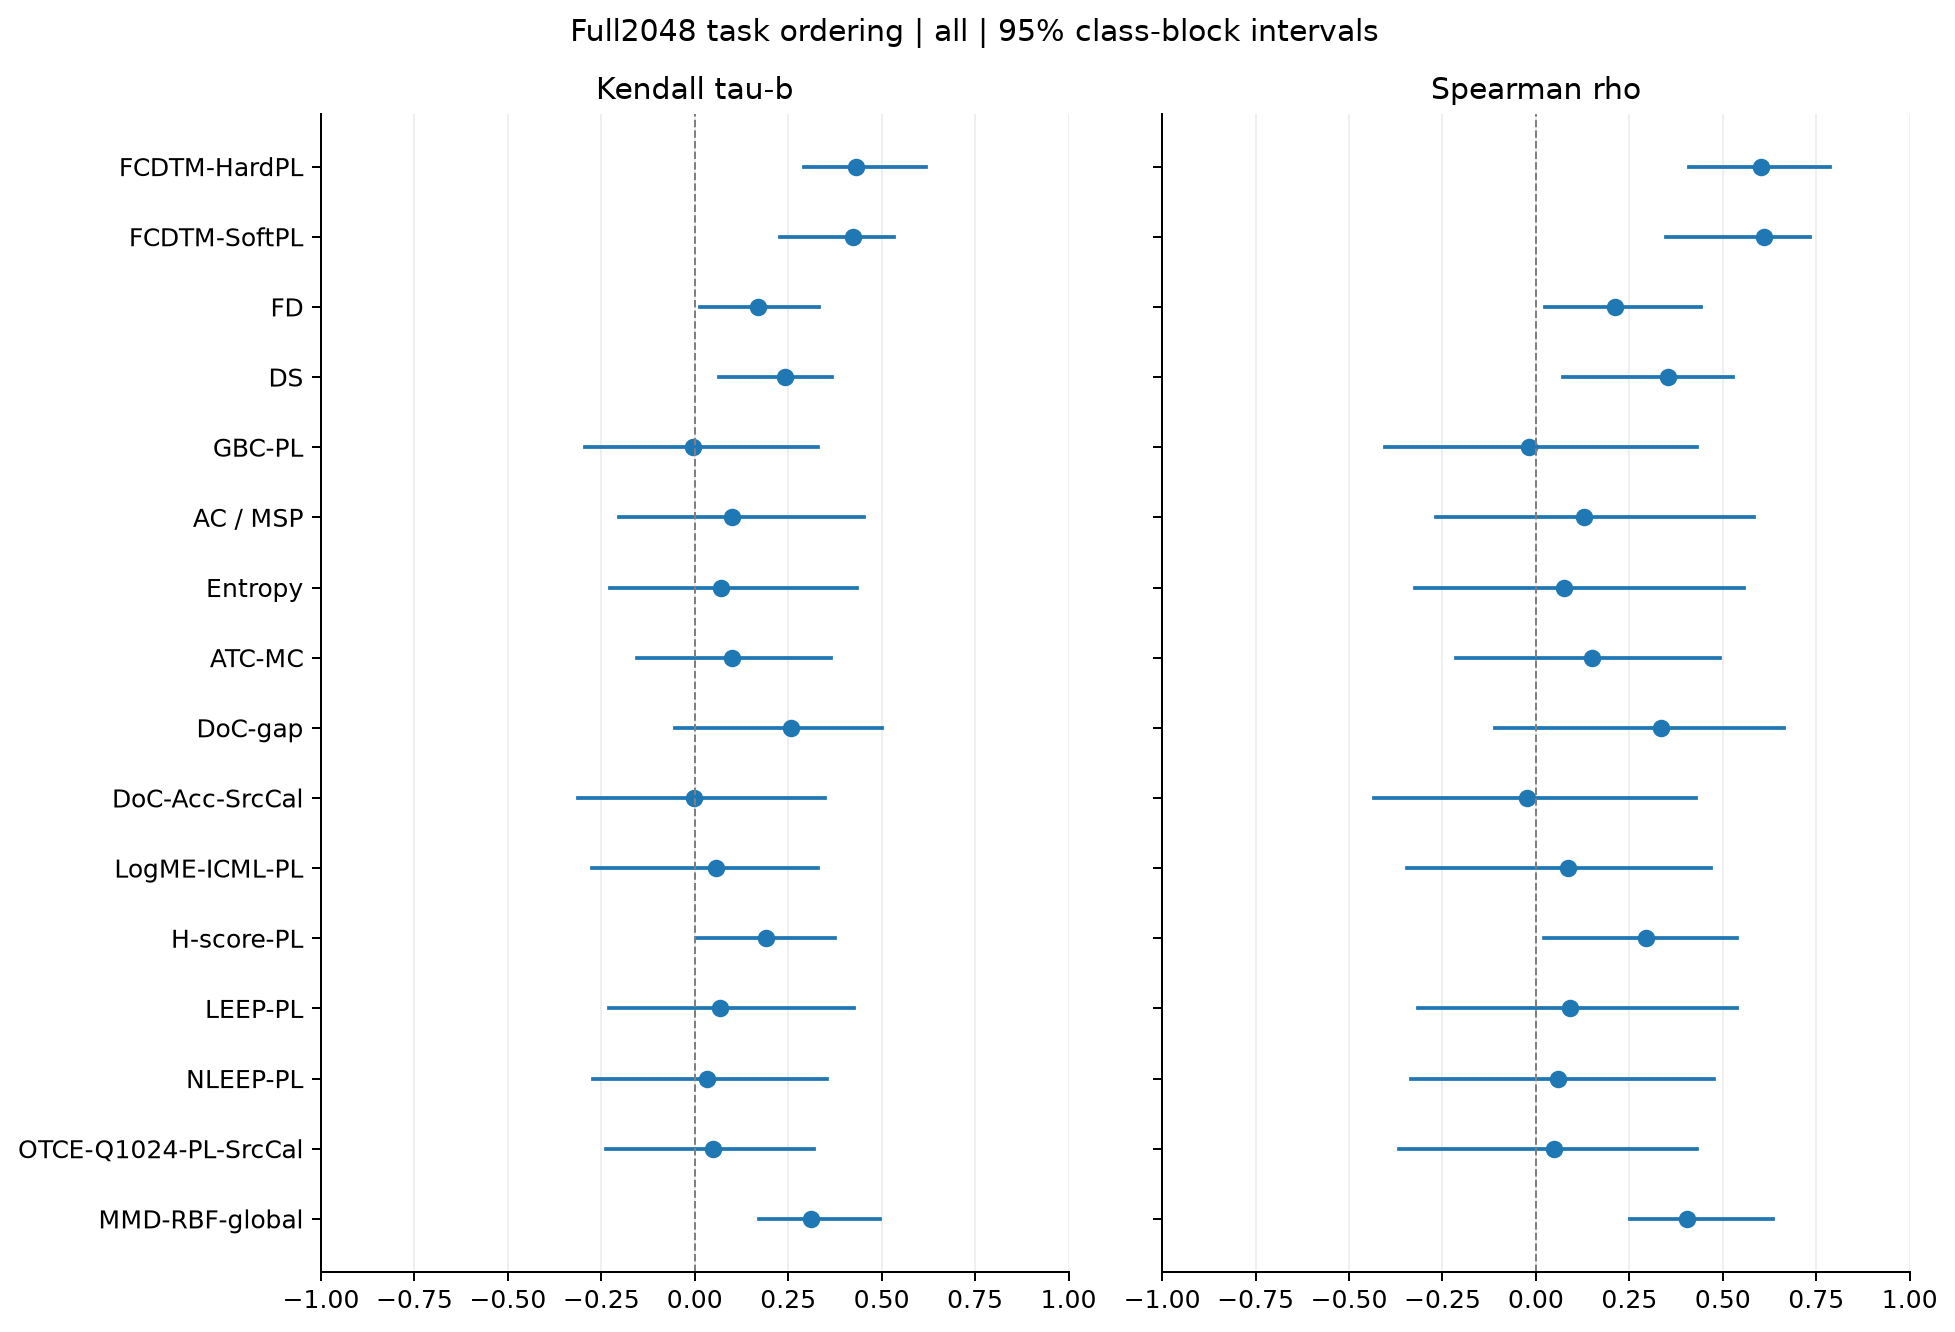 Full2048 task ordering | all | 95% class-block intervals
Kendall tau-b
Spearman rho
FCDTM-HardPL
FCDTM-SoftPL
FD
DS
GBC-PL
AC / MSP
Entropy
ATC-MC
DoC-gap
DoC-Acc-SrcCal
LogME-ICML-PL
H-score-PL
LEEP-PL
NLEEP-PL
OTCE-Q1024-PL-SrcCal
MMD-RBF-global
−1.00 −0.75 −0.50 −0.25 0.00 0.25 0.50 0.75 1.00
−1.00 −0.75 −0.50 −0.25 0.00 0.25 0.50 0.75 1.00